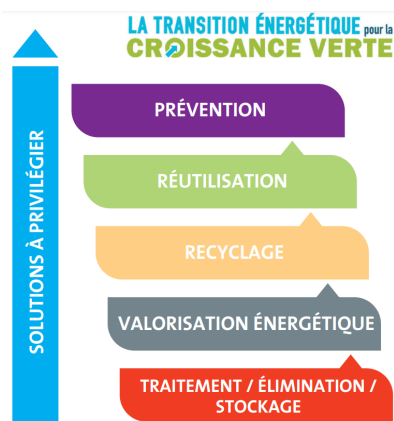 LA TRANSITION ÉNERGÉTIQUE pour la
CROISSANCE VERTE
SOLUTIONS À PRIVILÉGIER
PRÉVENTION
RÉUTILISATION
RECYCLAGE
VALORISATION ÉNERGÉTIQUE
TRAITEMENT / ÉLIMINATION /
STOCKAGE